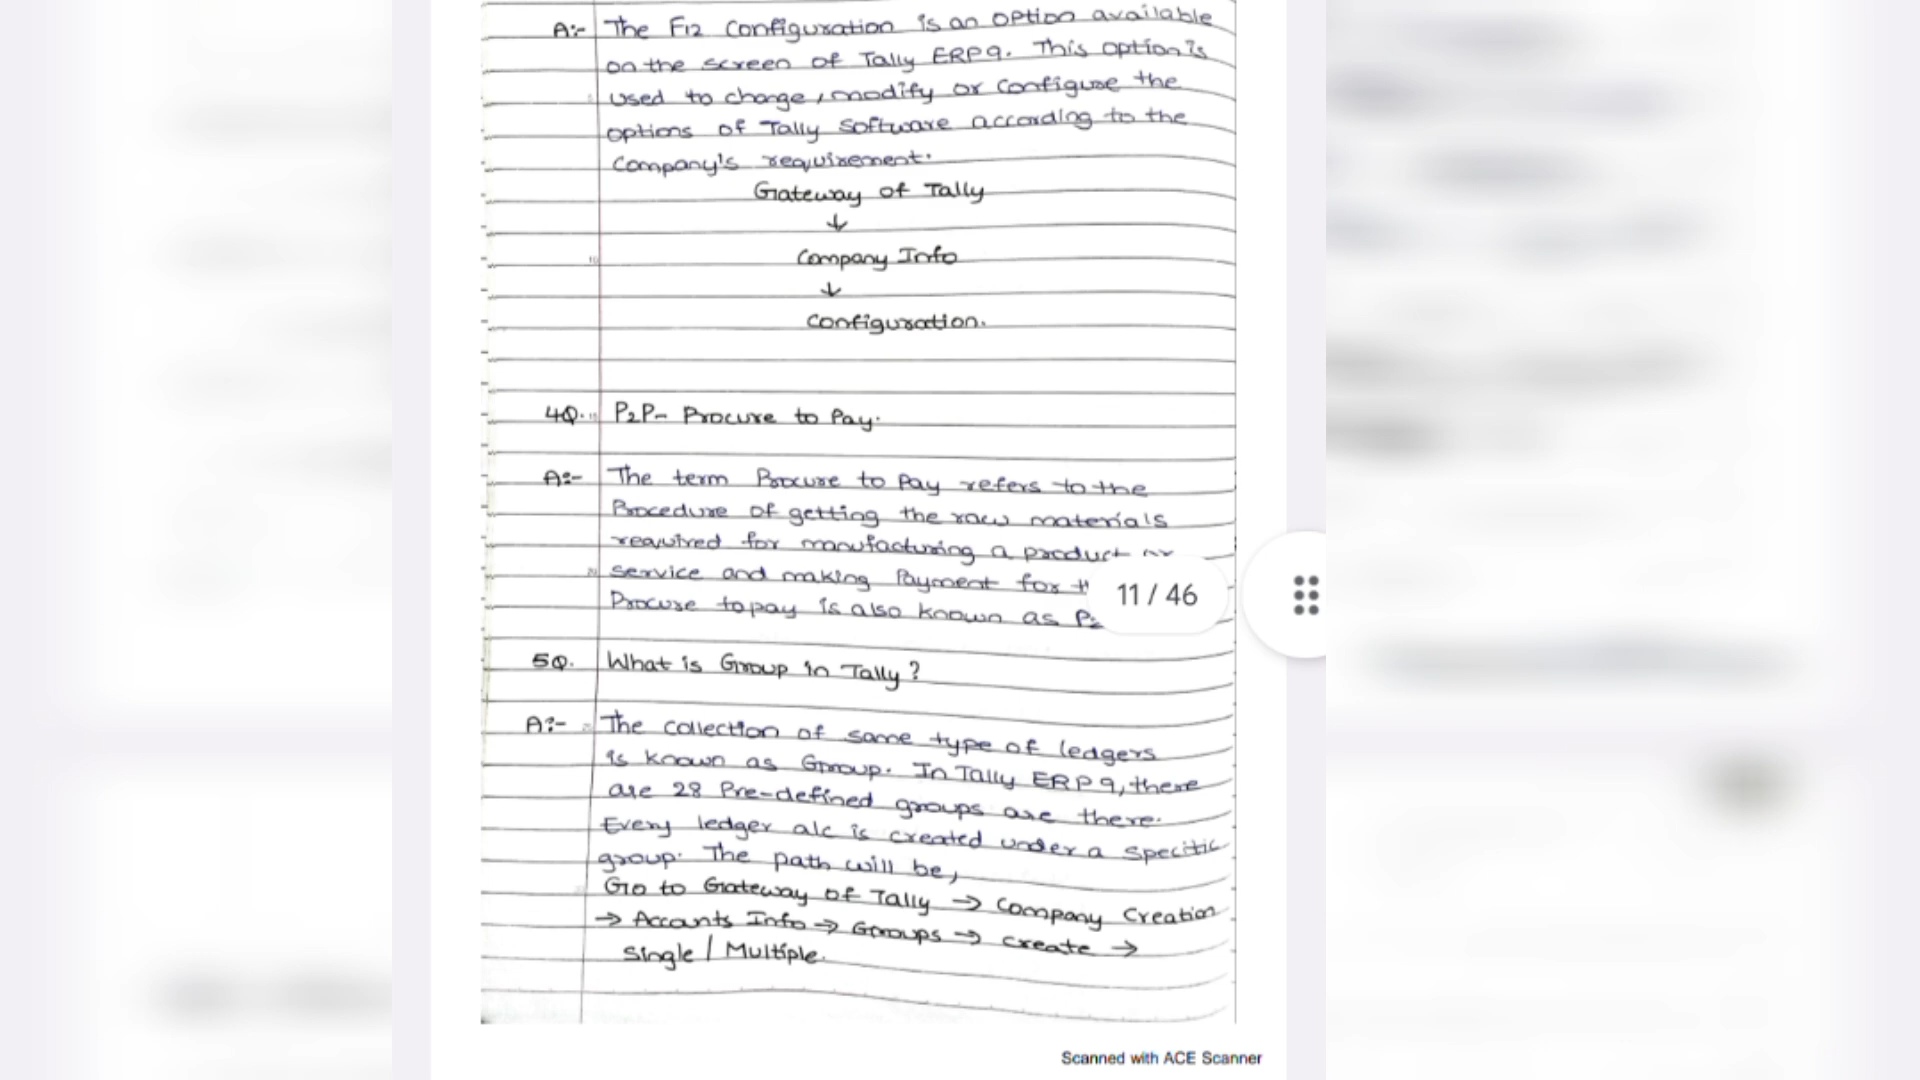 A:- The F12 Configuration is an option available
on the screen of Tally ERP 9. This option is
used to change, modify or configure the
options of Tally Software according to the
Company's requirement.
Gateway of Tally
↓
Company Info
↓
Configuration.
4Q. P2P- Procure to Pay.
A:- The term Procure to Pay refers to the
Procedure of getting the raw materials
required for manufacturing a product
service and making Payment for
Procure to pay is also known as
11 / 46
5Q. What is Group in Tally?
A:- The collection of same type of ledgers
is known as Group. In Tally ERP 9, there
are 28 Pre-defined groups are there.
Every ledger a/c is created under a specific
group. The path will be,
Go to Gateway of Tally → Company Creation
→ Accounts Info → Groups → create →
Single / Multiple.
Scanned with ACE Scanner